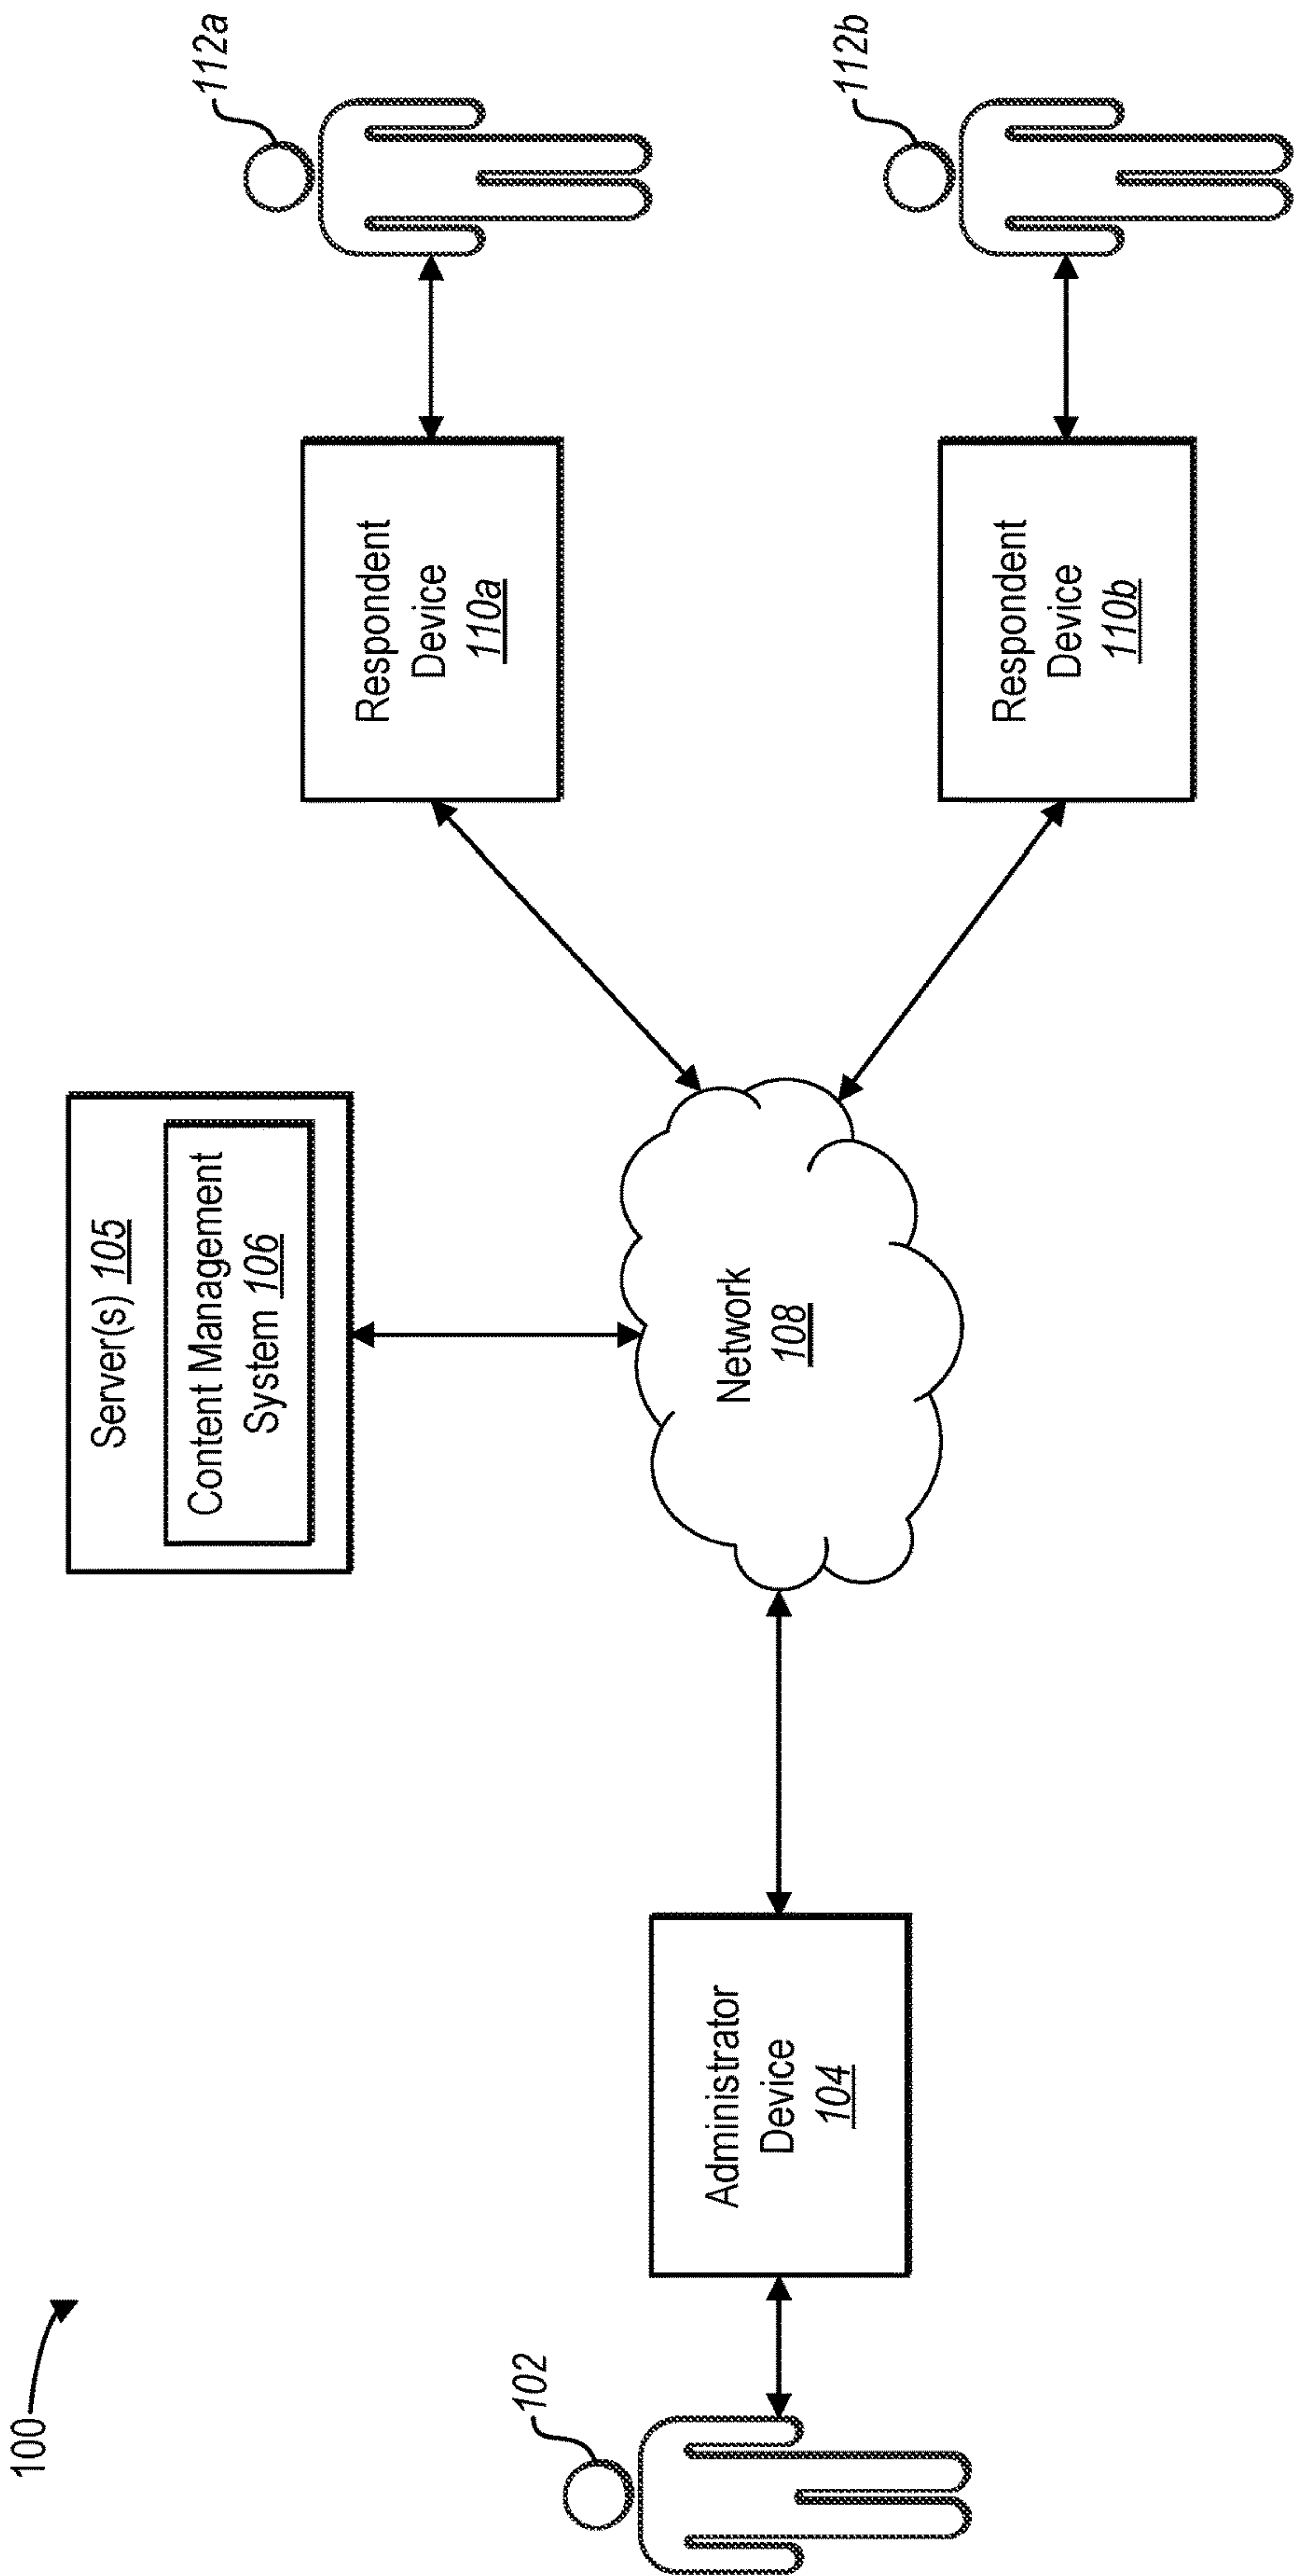 100
Server(s) 105
Content Management
System 106
112a
Respondent
Device
110a
102
Administrator
Device
104
Network
108
112b
Respondent
Device
110b